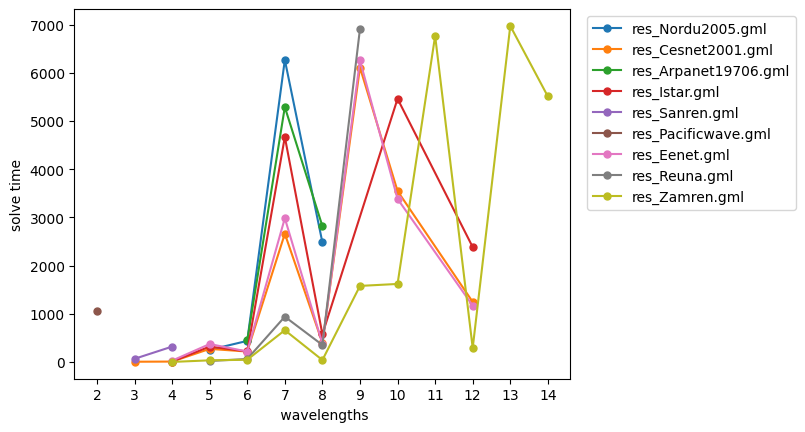 7000
6000
5000
4000
3000
2000
1000
0
solve time
2 3 4 5 6 7 8 9 10 11 12 13 14
wavelengths
res_Nordu2005.gml
res_Cesnet2001.gml
res_Arpanet19706.gml
res_Istar.gml
res_Sanren.gml
res_Pacificwave.gml
res_Eenet.gml
res_Reuna.gml
res_Zamren.gml